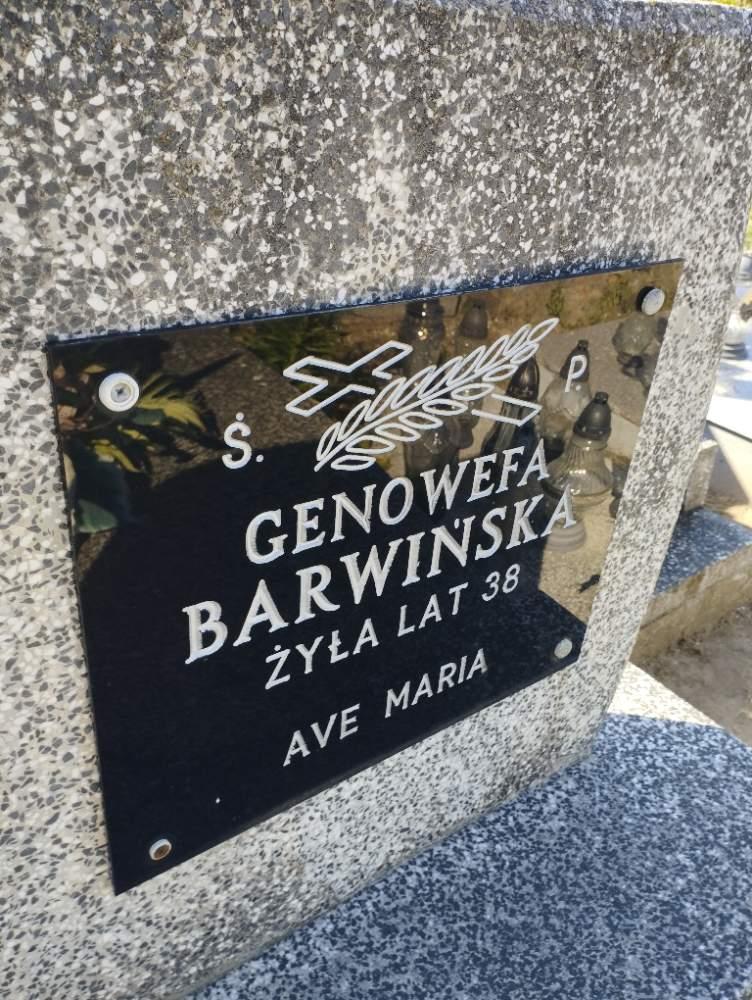 Ś. P
GENOWEFA
BARWIŃSKA
ŻYŁA LAT 38
AVE MARIA